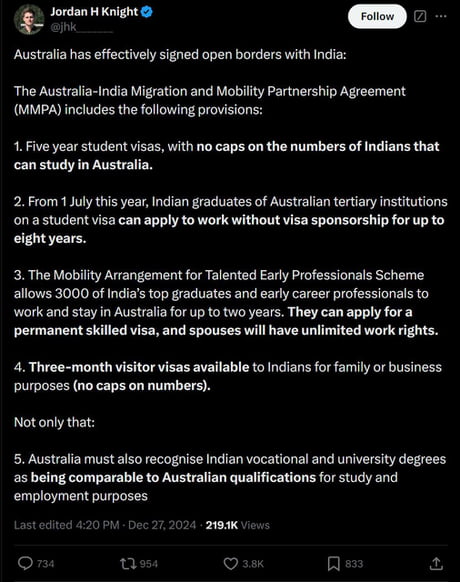 Jordan H Knight
@jhk_______
Follow
Australia has effectively signed open borders with India:
The Australia-India Migration and Mobility Partnership Agreement
(MMPA) includes the following provisions:
1. Five year student visas, with no caps on the numbers of Indians that
can study in Australia.
2. From 1 July this year, Indian graduates of Australian tertiary institutions
on a student visa can apply to work without visa sponsorship for up to
eight years.
3. The Mobility Arrangement for Talented Early Professionals Scheme
allows 3000 of India's top graduates and early career professionals to
work and stay in Australia for up to two years. They can apply for a
permanent skilled visa, and spouses will have unlimited work rights.
4. Three-month visitor visas available to Indians for family or business
purposes (no caps on numbers).
Not only that:
5. Australia must also recognise Indian vocational and university degrees
as being comparable to Australian qualifications for study and
employment purposes
Last edited 4:20 PM · Dec 27, 2024 · 219.1K Views
734 954 3.8K 833